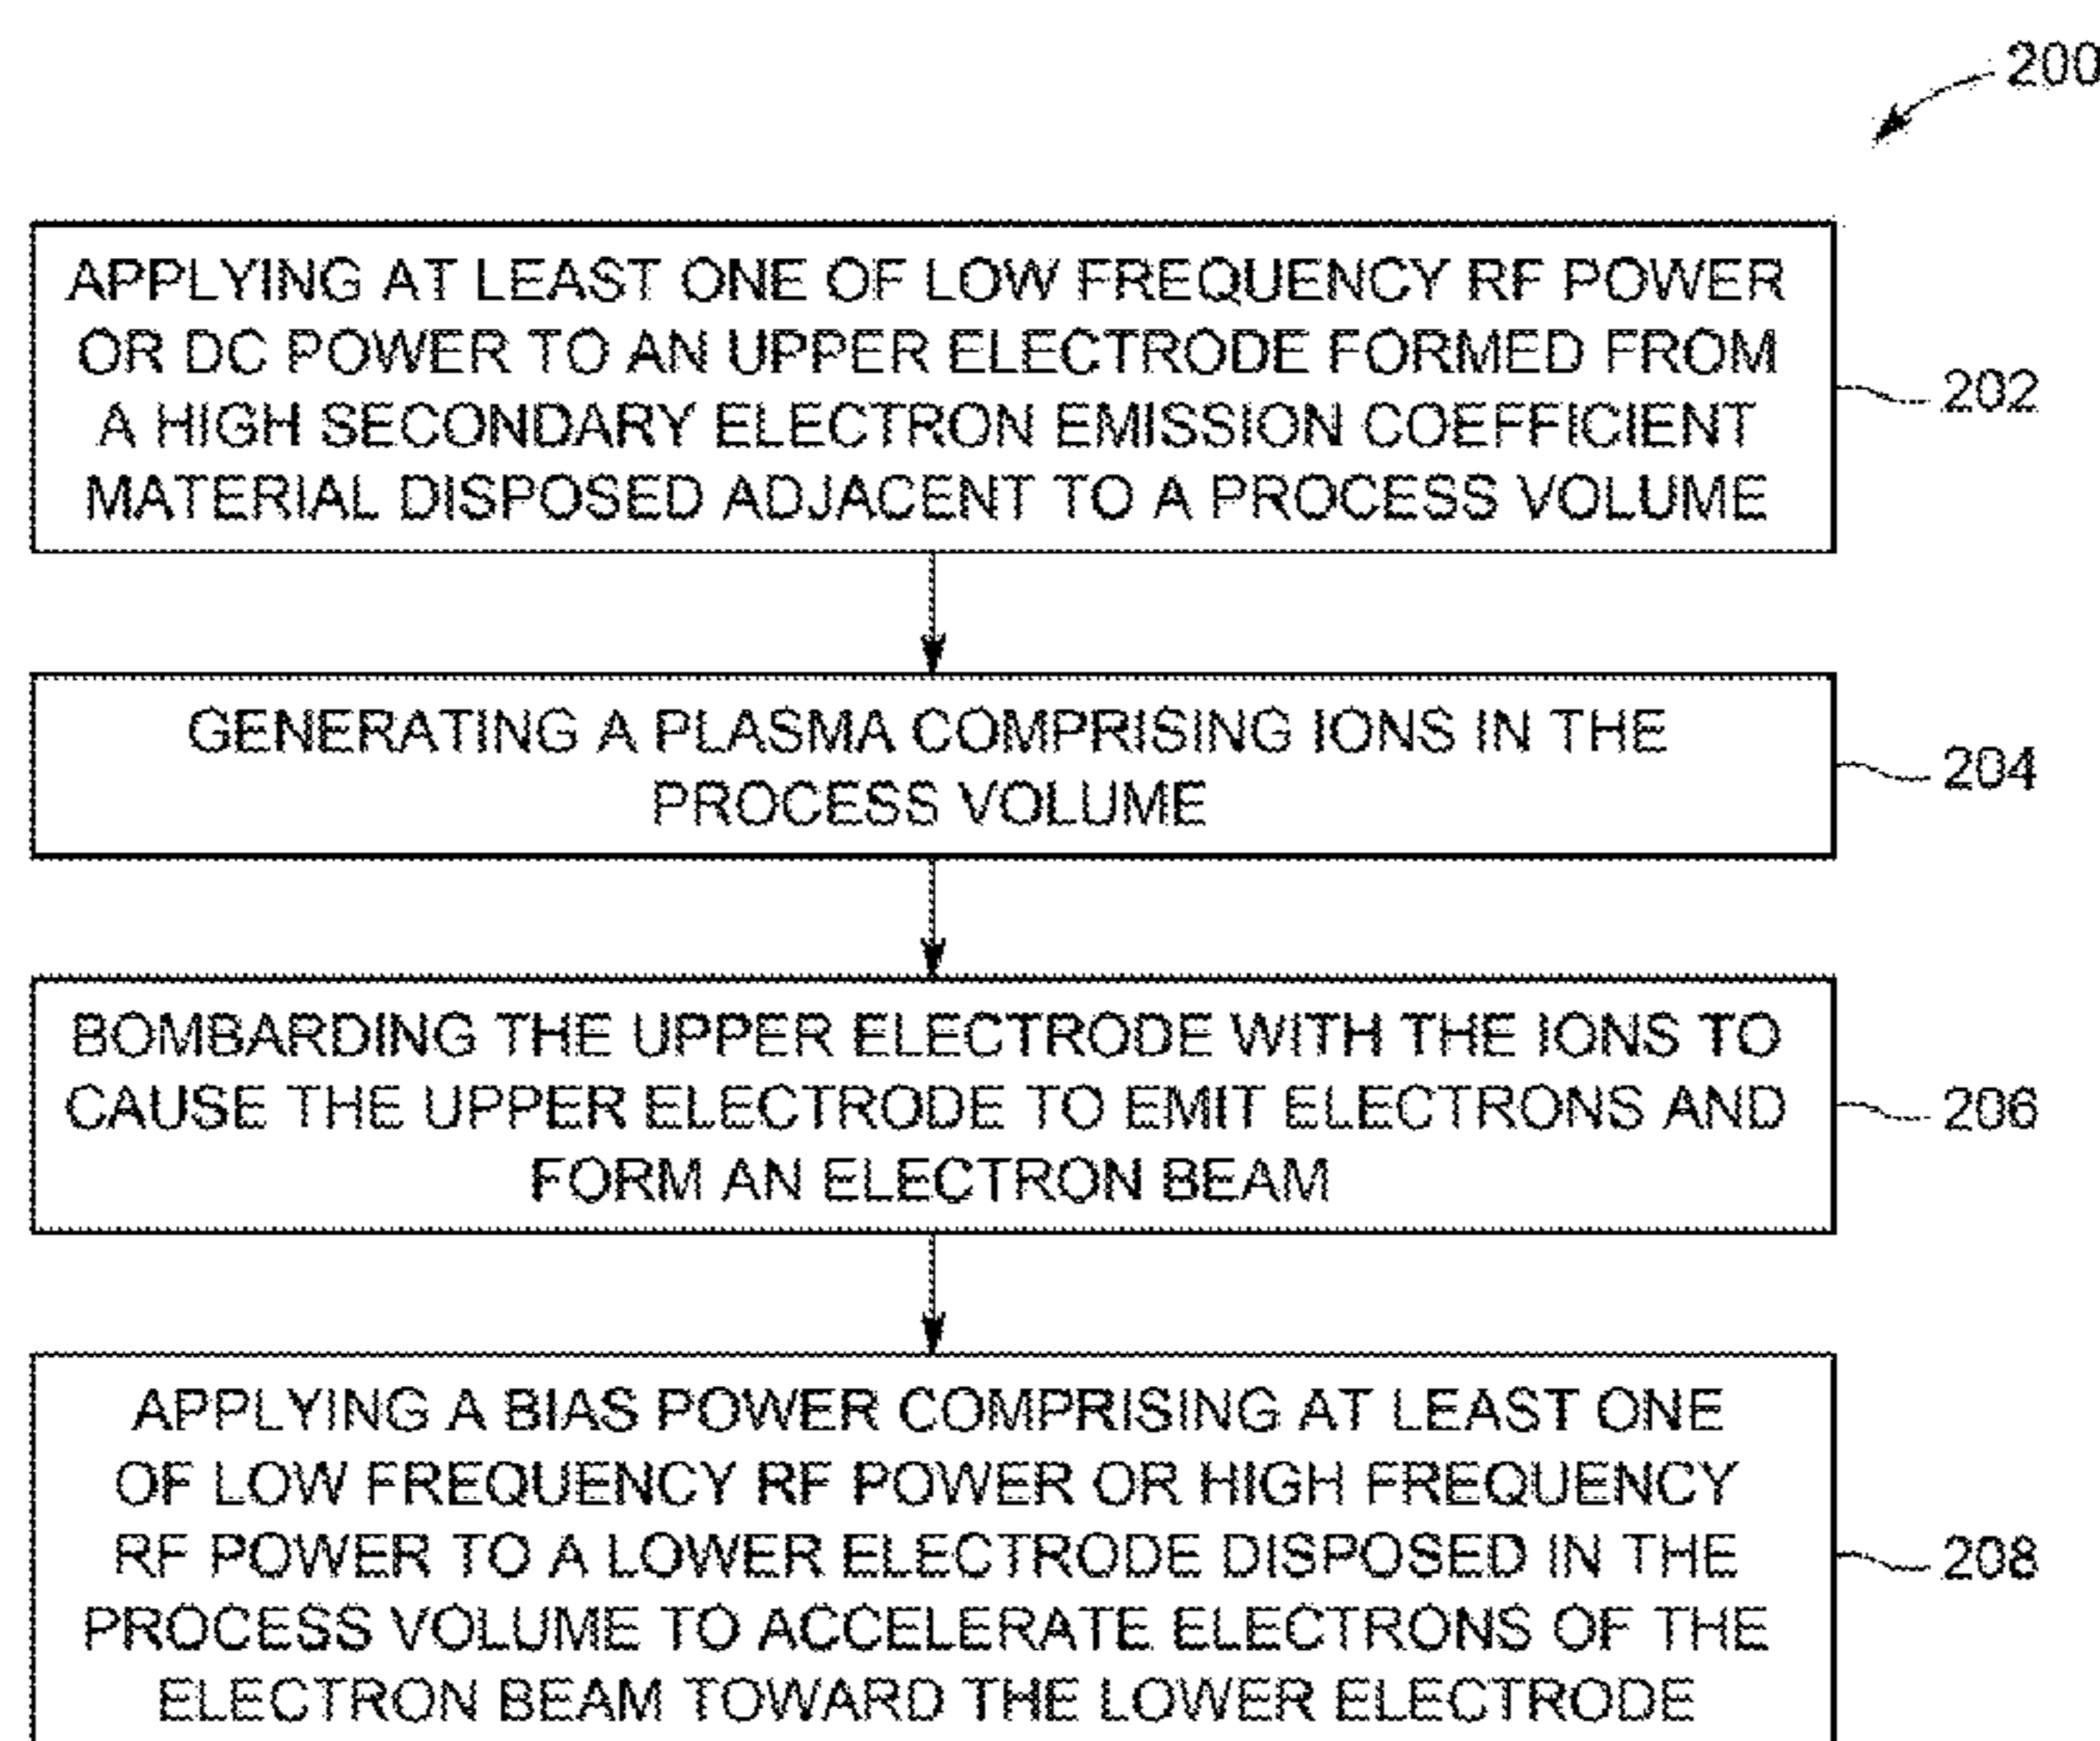 200
APPLYING AT LEAST ONE OF LOW FREQUENCY RF POWER
OR DC POWER TO AN UPPER ELECTRODE FORMED FROM
A HIGH SECONDARY ELECTRON EMISSION COEFFICIENT
MATERIAL DISPOSED ADJACENT TO A PROCESS VOLUME
202
GENERATING A PLASMA COMPRISING IONS IN THE
PROCESS VOLUME
204
BOMBARDING THE UPPER ELECTRODE WITH THE IONS TO
CAUSE THE UPPER ELECTRODE TO EMIT ELECTRONS AND
FORM AN ELECTRON BEAM
206
APPLYING A BIAS POWER COMPRISING AT LEAST ONE
OF LOW FREQUENCY RF POWER OR HIGH FREQUENCY
RF POWER TO A LOWER ELECTRODE DISPOSED IN THE
PROCESS VOLUME TO ACCELERATE ELECTRONS OF THE
ELECTRON BEAM TOWARD THE LOWER ELECTRODE
208